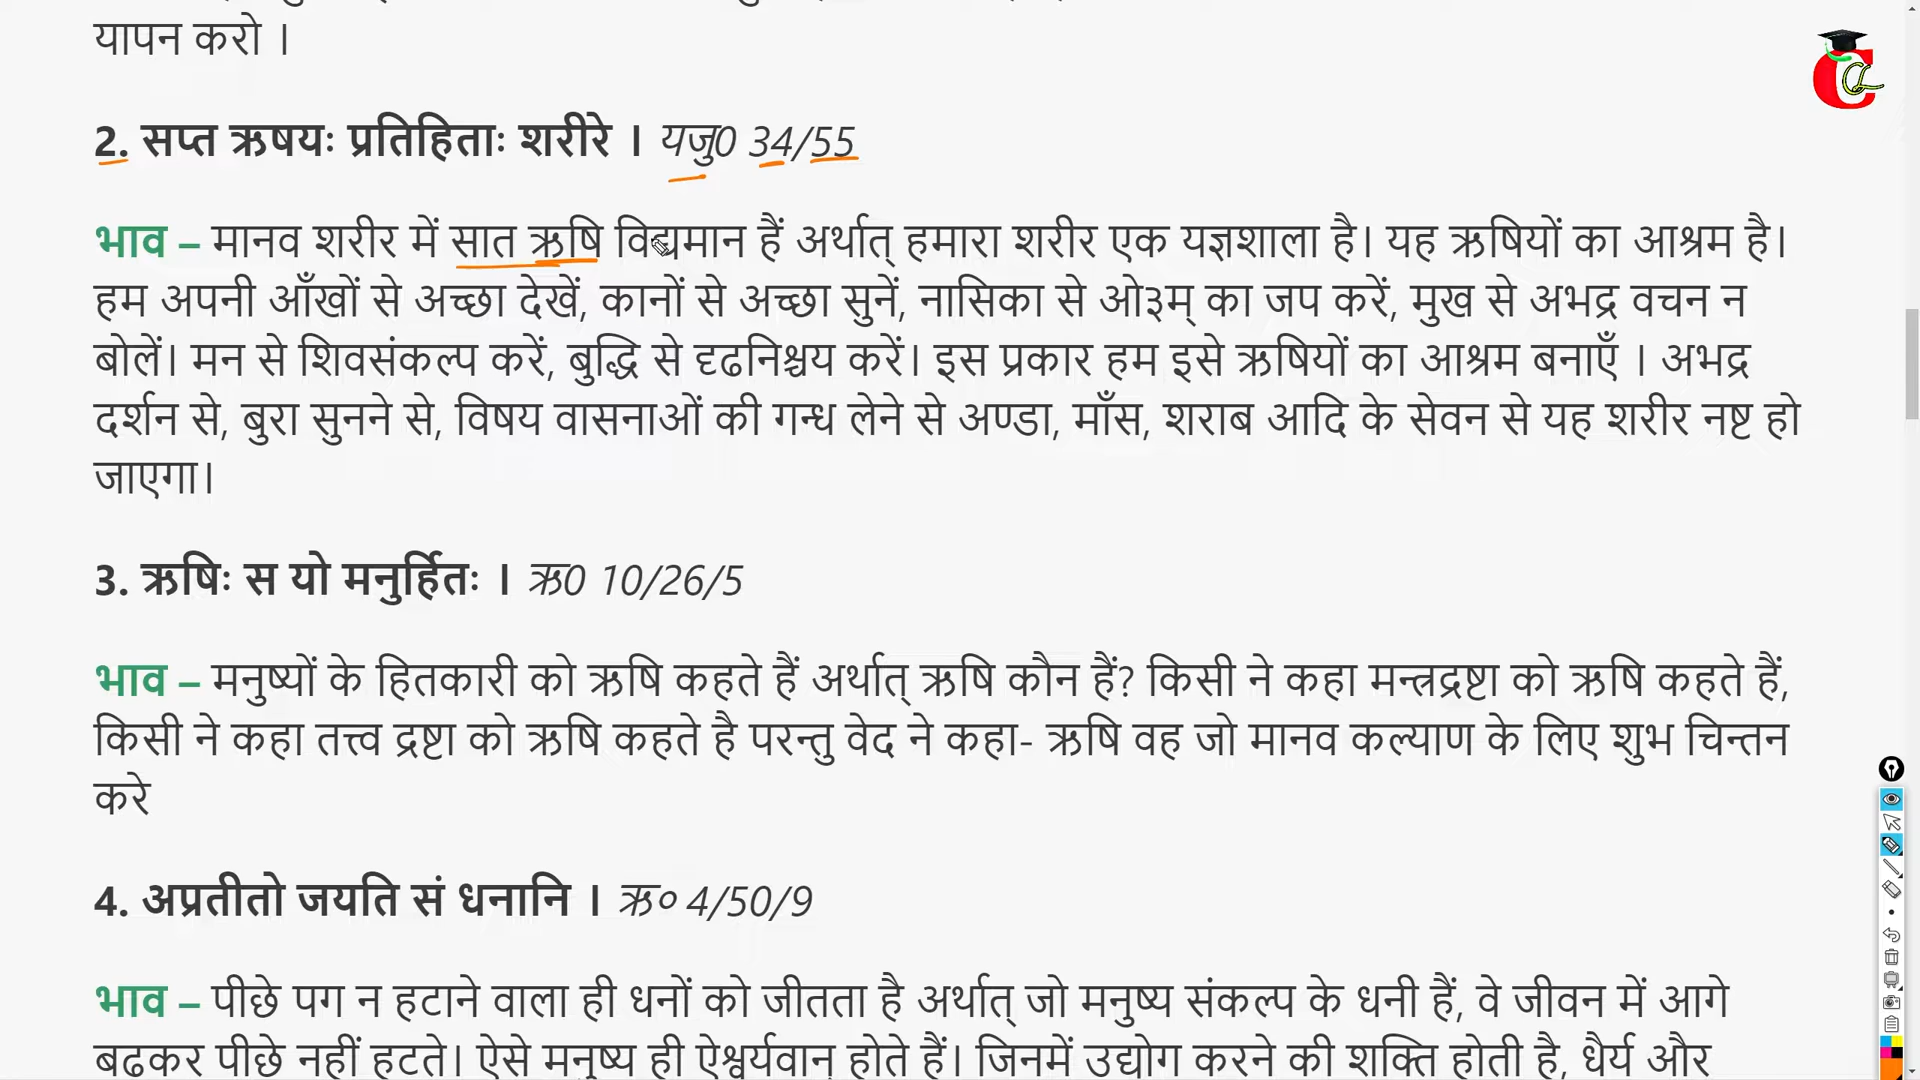 यापन करो ।
2. सप्त ऋषयः प्रतिहिताः शरीरे । यजु0 34/55
भाव – मानव शरीर में सात ऋषि विद्यमान हैं अर्थात् हमारा शरीर एक यज्ञशाला है। यह ऋषियों का आश्रम है।
हम अपनी आँखों से अच्छा देखें, कानों से अच्छा सुनें, नासिका से ओ३म् का जप करें, मुख से अभद्र वचन न
बोलें। मन से शिवसंकल्प करें, बुद्धि से दृढनिश्चय करें। इस प्रकार हम इसे ऋषियों का आश्रम बनाएँ । अभद्र
दर्शन से, बुरा सुनने से, विषय वासनाओं की गन्ध लेने से अण्डा, माँस, शराब आदि के सेवन से यह शरीर नष्ट हो
जाएगा।
3. ऋषिः स यो मनुर्हितः । ऋ0 10/26/5
भाव – मनुष्यों के हितकारी को ऋषि कहते हैं अर्थात् ऋषि कौन हैं? किसी ने कहा मन्त्रद्रष्टा को ऋषि कहते हैं,
किसी ने कहा तत्त्व द्रष्टा को ऋषि कहते है परन्तु वेद ने कहा- ऋषि वह जो मानव कल्याण के लिए शुभ चिन्तन
करे
4. अप्रतीतो जयति सं धनानि । ऋ० 4/50/9
भाव – पीछे पग न हटाने वाला ही धनों को जीतता है अर्थात् जो मनुष्य संकल्प के धनी हैं, वे जीवन में आगे
बढकर पीछे नहीं हटते। ऐसे मनुष्य ही ऐश्वर्यवान् होते हैं। जिनमें उद्योग करने की शक्ति होती है, धैर्य और